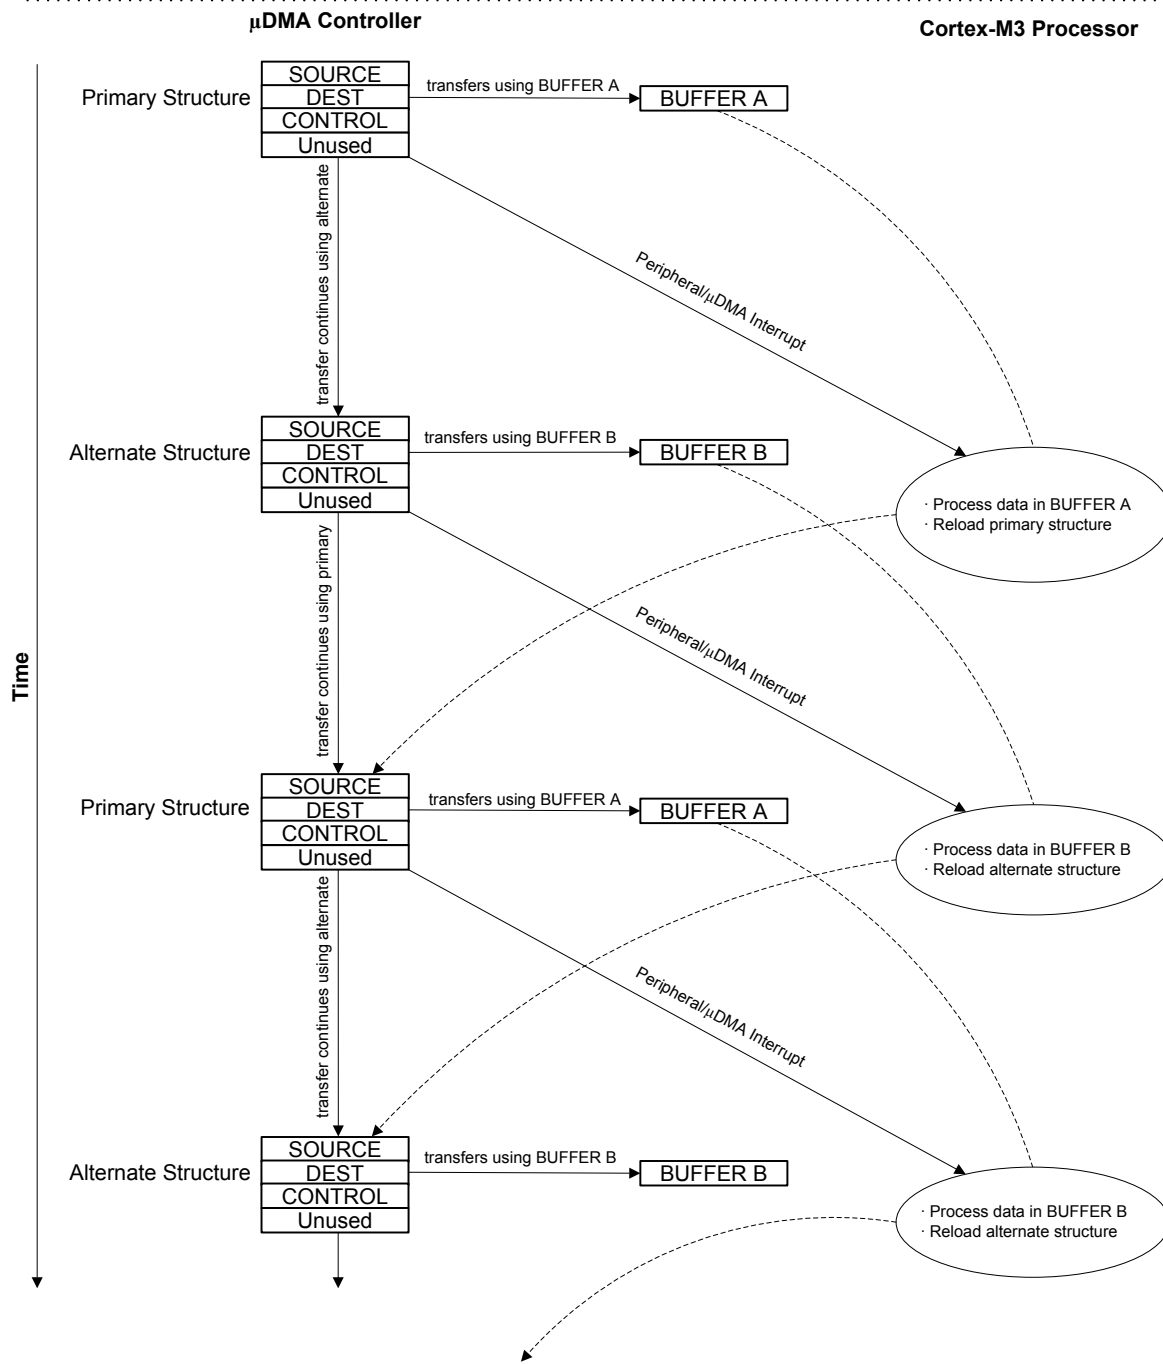 µDMA Controller
Cortex-M3 Processor
Primary Structure
SOURCE
DEST
CONTROL
Unused
transfers using BUFFER A
BUFFER A
transfer continues using alternate
Peripheral/µDMA Interrupt
Alternate Structure
SOURCE
DEST
CONTROL
Unused
transfers using BUFFER B
BUFFER B
· Process data in BUFFER A
· Reload primary structure
transfer continues using primary
Peripheral/µDMA Interrupt
Time
Primary Structure
SOURCE
DEST
CONTROL
Unused
transfers using BUFFER A
BUFFER A
· Process data in BUFFER B
· Reload alternate structure
transfer continues using alternate
Peripheral/µDMA Interrupt
Alternate Structure
SOURCE
DEST
CONTROL
Unused
transfers using BUFFER B
BUFFER B
· Process data in BUFFER B
· Reload alternate structure